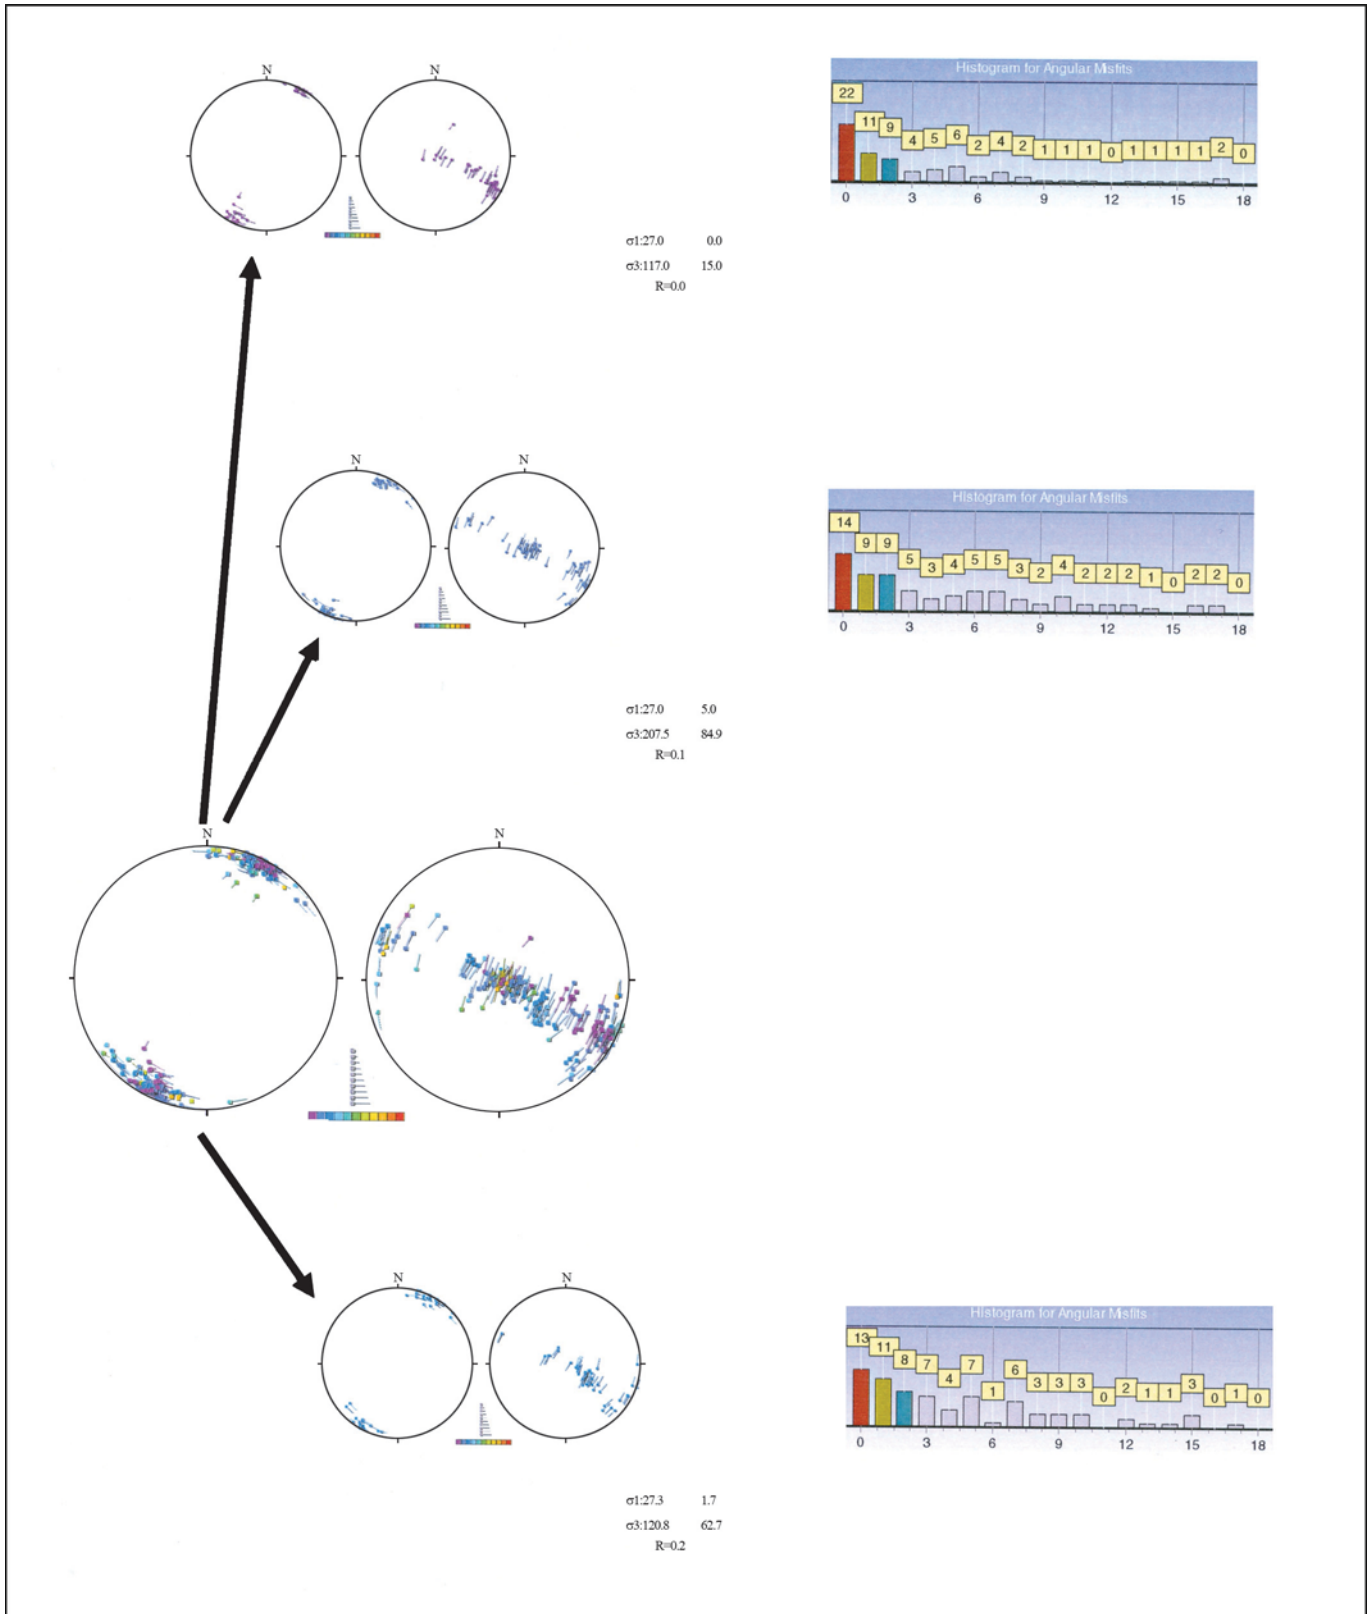 N N
Histogram for Angular Misfits
22 11 9 4 5 6 2 4 2 1 1 1 0 1 1 1 1 2 0
0 3 6 9 12 15 18
σ1:27.0 0.0
σ3:117.0 15.0
R=0.0
N N
Histogram for Angular Misfits
14 9 9 5 3 4 5 5 3 2 4 2 2 2 1 0 2 2 0
0 3 6 9 12 15 18
σ1:27.0 5.0
σ3:207.5 84.9
R=0.1
N N
N N
Histogram for Angular Misfits
13 11 8 7 4 7 1 6 3 3 3 0 2 1 1 3 0 1 0
0 3 6 9 12 15 18
σ1:27.3 1.7
σ3:120.8 62.7
R=0.2